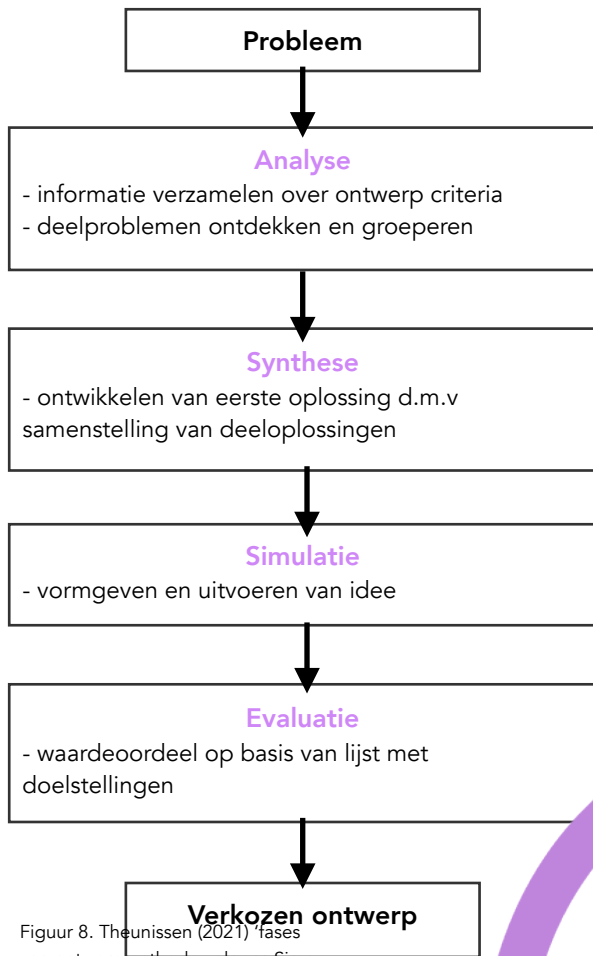 Probleem
Analyse
- informatie verzamelen over ontwerp criteria
- deelproblemen ontdekken en groeperen
Synthese
- ontwikkelen van eerste oplossing d.m.v
samenstelling van deeloplossingen
Simulatie
- vormgeven en uitvoeren van idee
Evaluatie
- waardeoordeel op basis van lijst met
doelstellingen
Verkozen ontwerp
Figuur 8. Theunissen (2021) 'fases